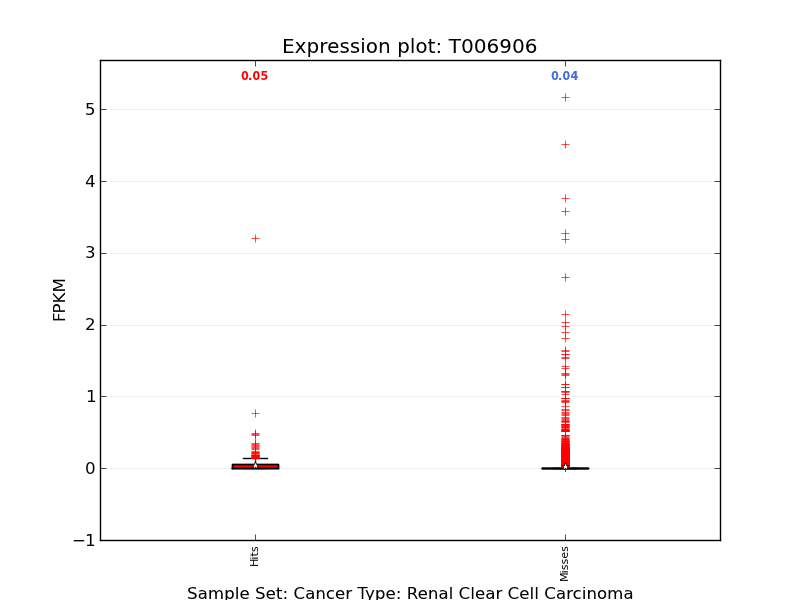 Expression plot: T006906
0.05
0.04
5
4
3
2
1
0
−1
FPKM
Hits
Misses
Sample Set: Cancer Type: Renal Clear Cell Carcinoma